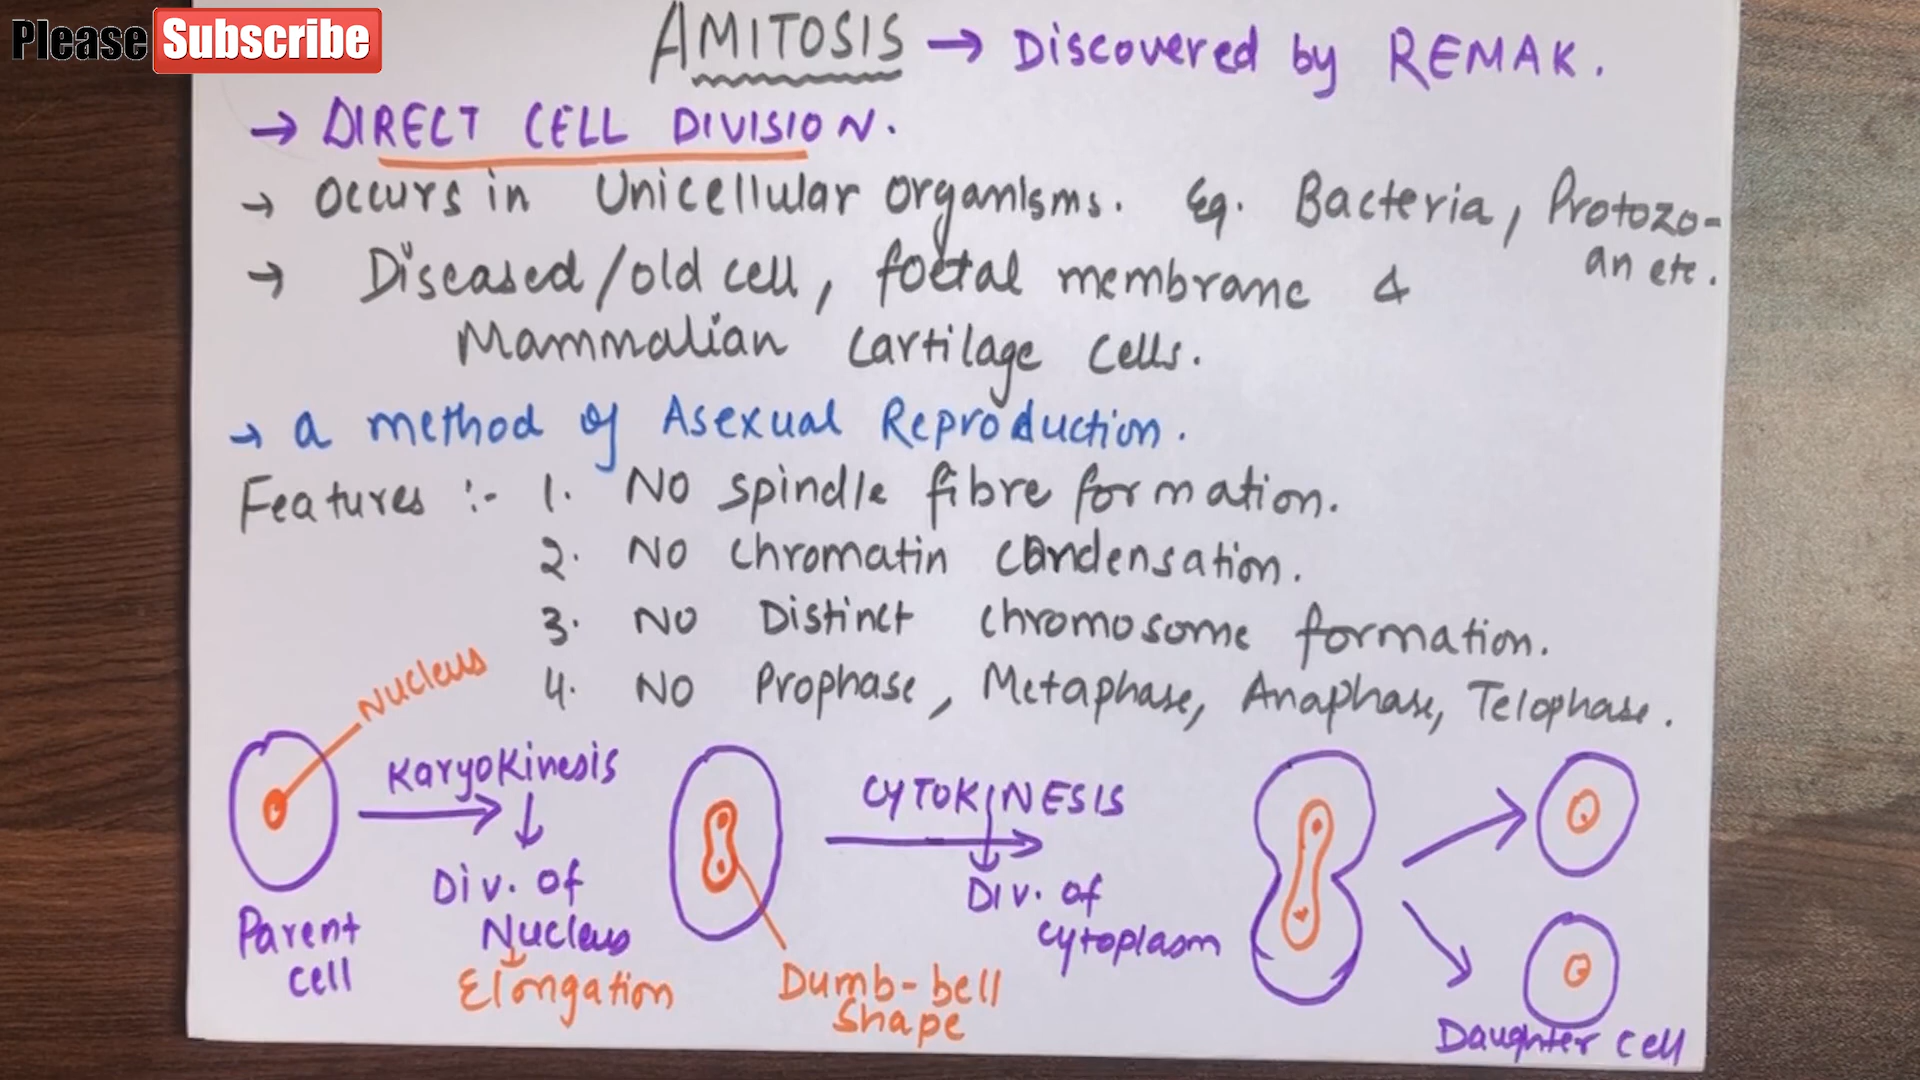 Please Subscribe
AMITOSIS → Discovered by REMAK.
→ DIRECT CELL DIVISION.
→ Occurs in Unicellular organisms. Eg. Bacteria, Protozo-
an etc.
→ Diseased/old cell, foetal membrane &
Mammalian cartilage cells.
→ a method of Asexual Reproduction.
Features :- 1. NO spindle fibre formation.
2. NO chromatin condensation.
3. NO Distinct chromosome formation.
4. NO Prophase, Metaphase, Anaphase, Telophase.
Nucleus
Karyokinesis
CYTOKINESIS
Div. of
Nucleus
Elongation
Div. of
cytoplasm
Parent
cell
Dumb-bell
Shape
Daughter cell